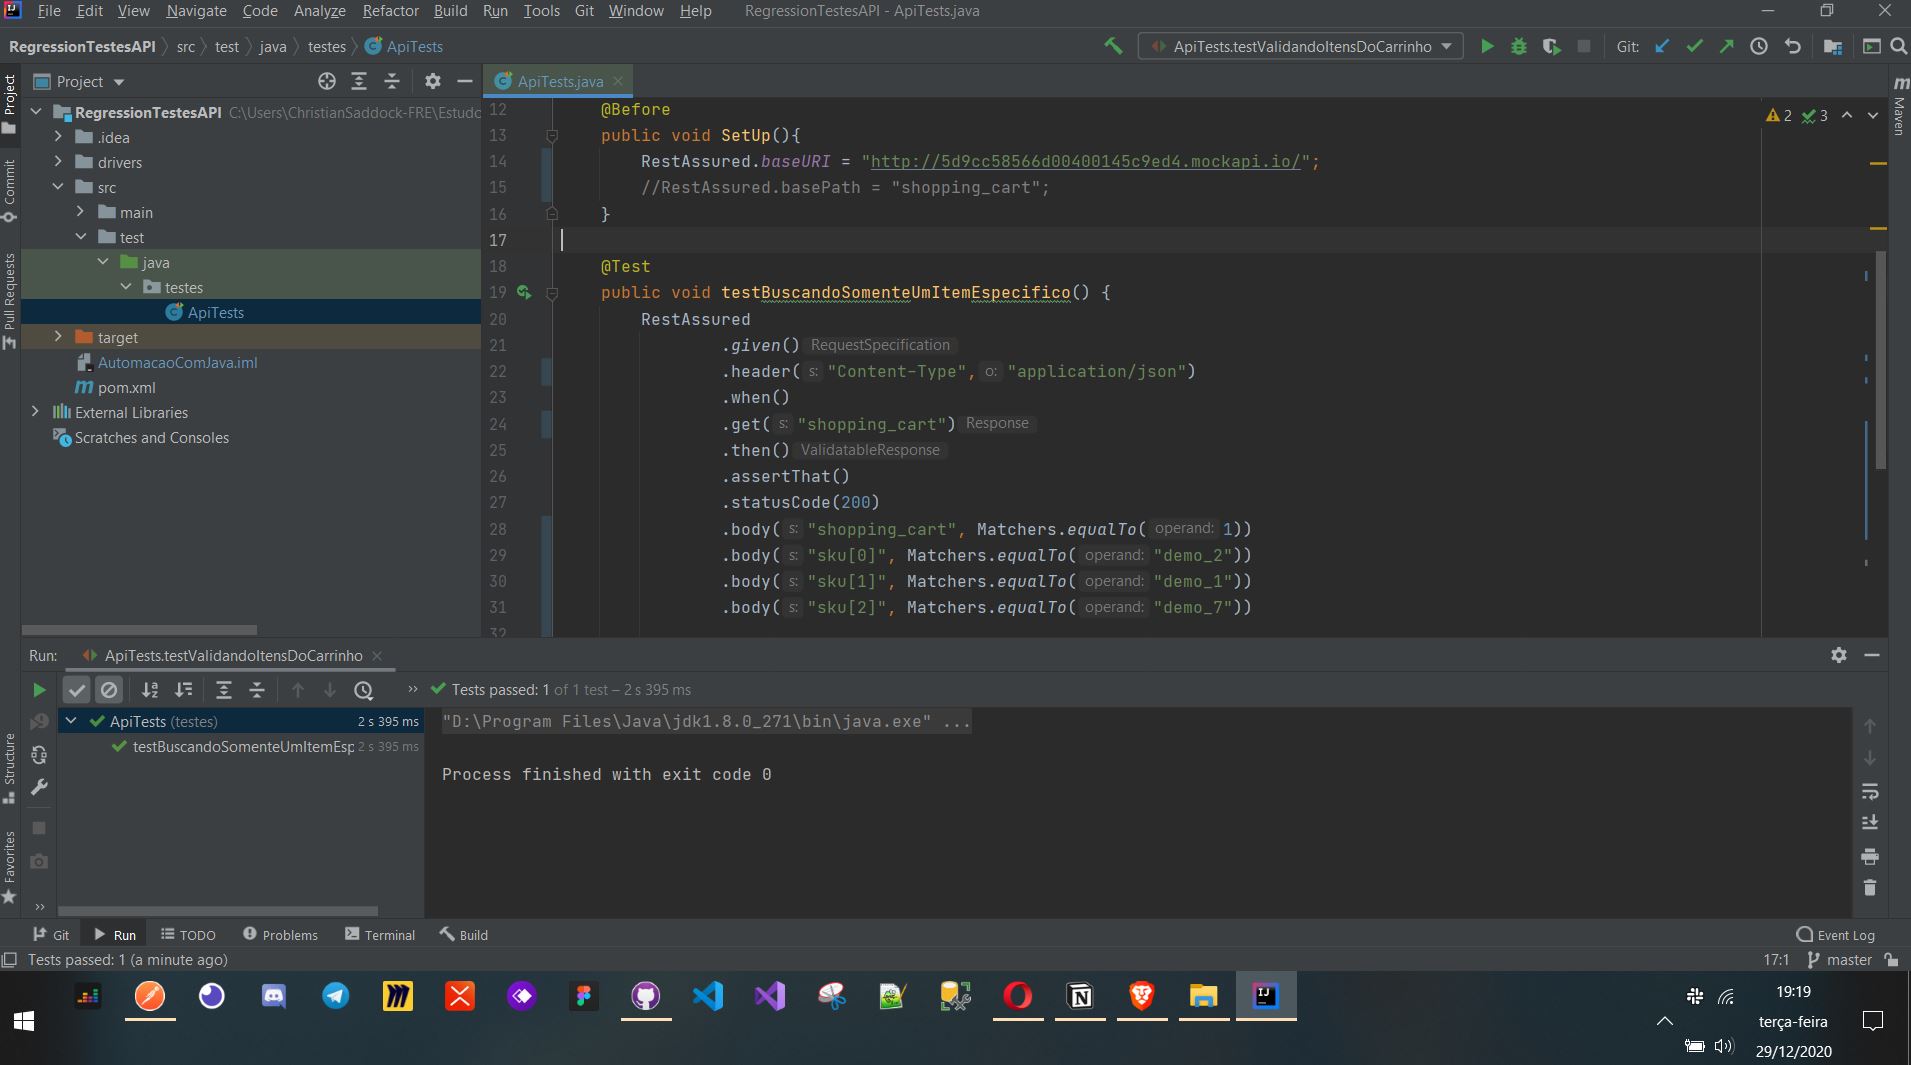 File Edit View Navigate Code Analyze Refactor Build Run Tools Git Window Help RegressionTestesAPI - ApiTests.java
RegressionTestesAPI src test java testes ApiTests ApiTests.testValidandoItensDoCarrinho Git:
Project
ApiTests.java
RegressionTestesAPI C:\Users\ChristianSaddock-FRE\Estudo
.idea
drivers
src
main
test
java
testes
ApiTests
target
AutomacaoComJava.iml
pom.xml
External Libraries
Scratches and Consoles
Project
Commit
Pull Requests
Structure
Favorites
Maven
2 3
12 @Before
13 public void SetUp(){
14 RestAssured.baseURI = "http://5d9cc58566d00400145c9ed4.mockapi.io/";
15 //RestAssured.basePath = "shopping_cart";
16 }
17
18 @Test
19 public void testBuscandoSomenteUmItemEspecifico() {
20 RestAssured
21 .given() RequestSpecification
22 .header( s: "Content-Type", o: "application/json")
23 .when()
24 .get( s: "shopping_cart") Response
25 .then() ValidatableResponse
26 .assertThat()
27 .statusCode(200)
28 .body( s: "shopping_cart", Matchers.equalTo( operand: 1))
29 .body( s: "sku[0]", Matchers.equalTo( operand: "demo_2"))
30 .body( s: "sku[1]", Matchers.equalTo( operand: "demo_1"))
31 .body( s: "sku[2]", Matchers.equalTo( operand: "demo_7"))
32
Run: ApiTests.testValidandoItensDoCarrinho
Tests passed: 1 of 1 test – 2 s 395 ms
ApiTests (testes) 2 s 395 ms
testBuscandoSomenteUmItemEsp 2 s 395 ms
"D:\Program Files\Java\jdk1.8.0_271\bin\java.exe" ...
Process finished with exit code 0
Git Run TODO Problems Terminal Build Event Log
Tests passed: 1 (a minute ago) 17:1 master
19:19
terça-feira
29/12/2020